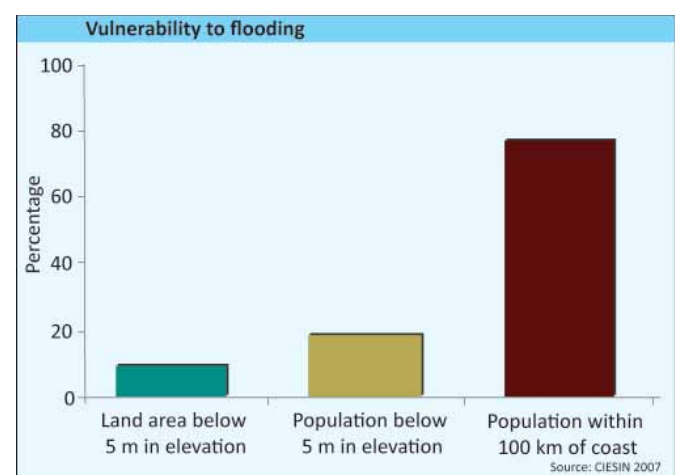 Vulnerability to flooding
100
80
60
40
20
0
Percentage
Land area below
5 m in elevation
Population below
5 m in elevation
Population within
100 km of coast
Source: CIESIN 2007